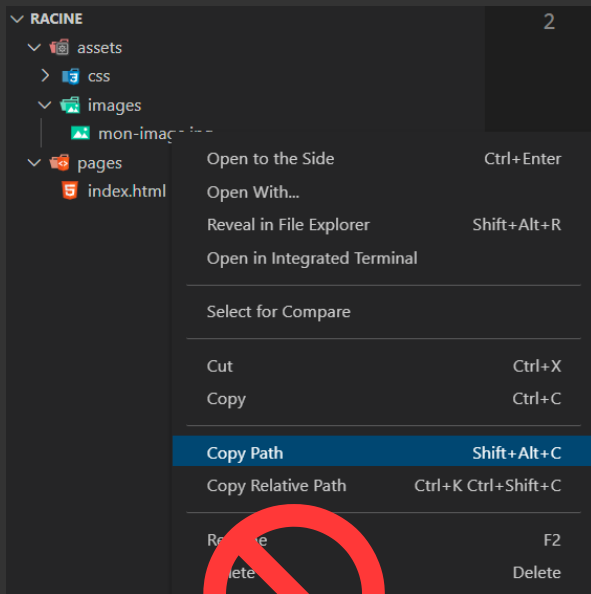 RACINE
2
assets
css
images
pages
index.html
Open to the Side Ctrl+Enter
Open With...
Reveal in File Explorer Shift+Alt+R
Open in Integrated Terminal
Select for Compare
Cut Ctrl+X
Copy Ctrl+C
Copy Path Shift+Alt+C
Copy Relative Path Ctrl+K Ctrl+Shift+C
F2
Delete